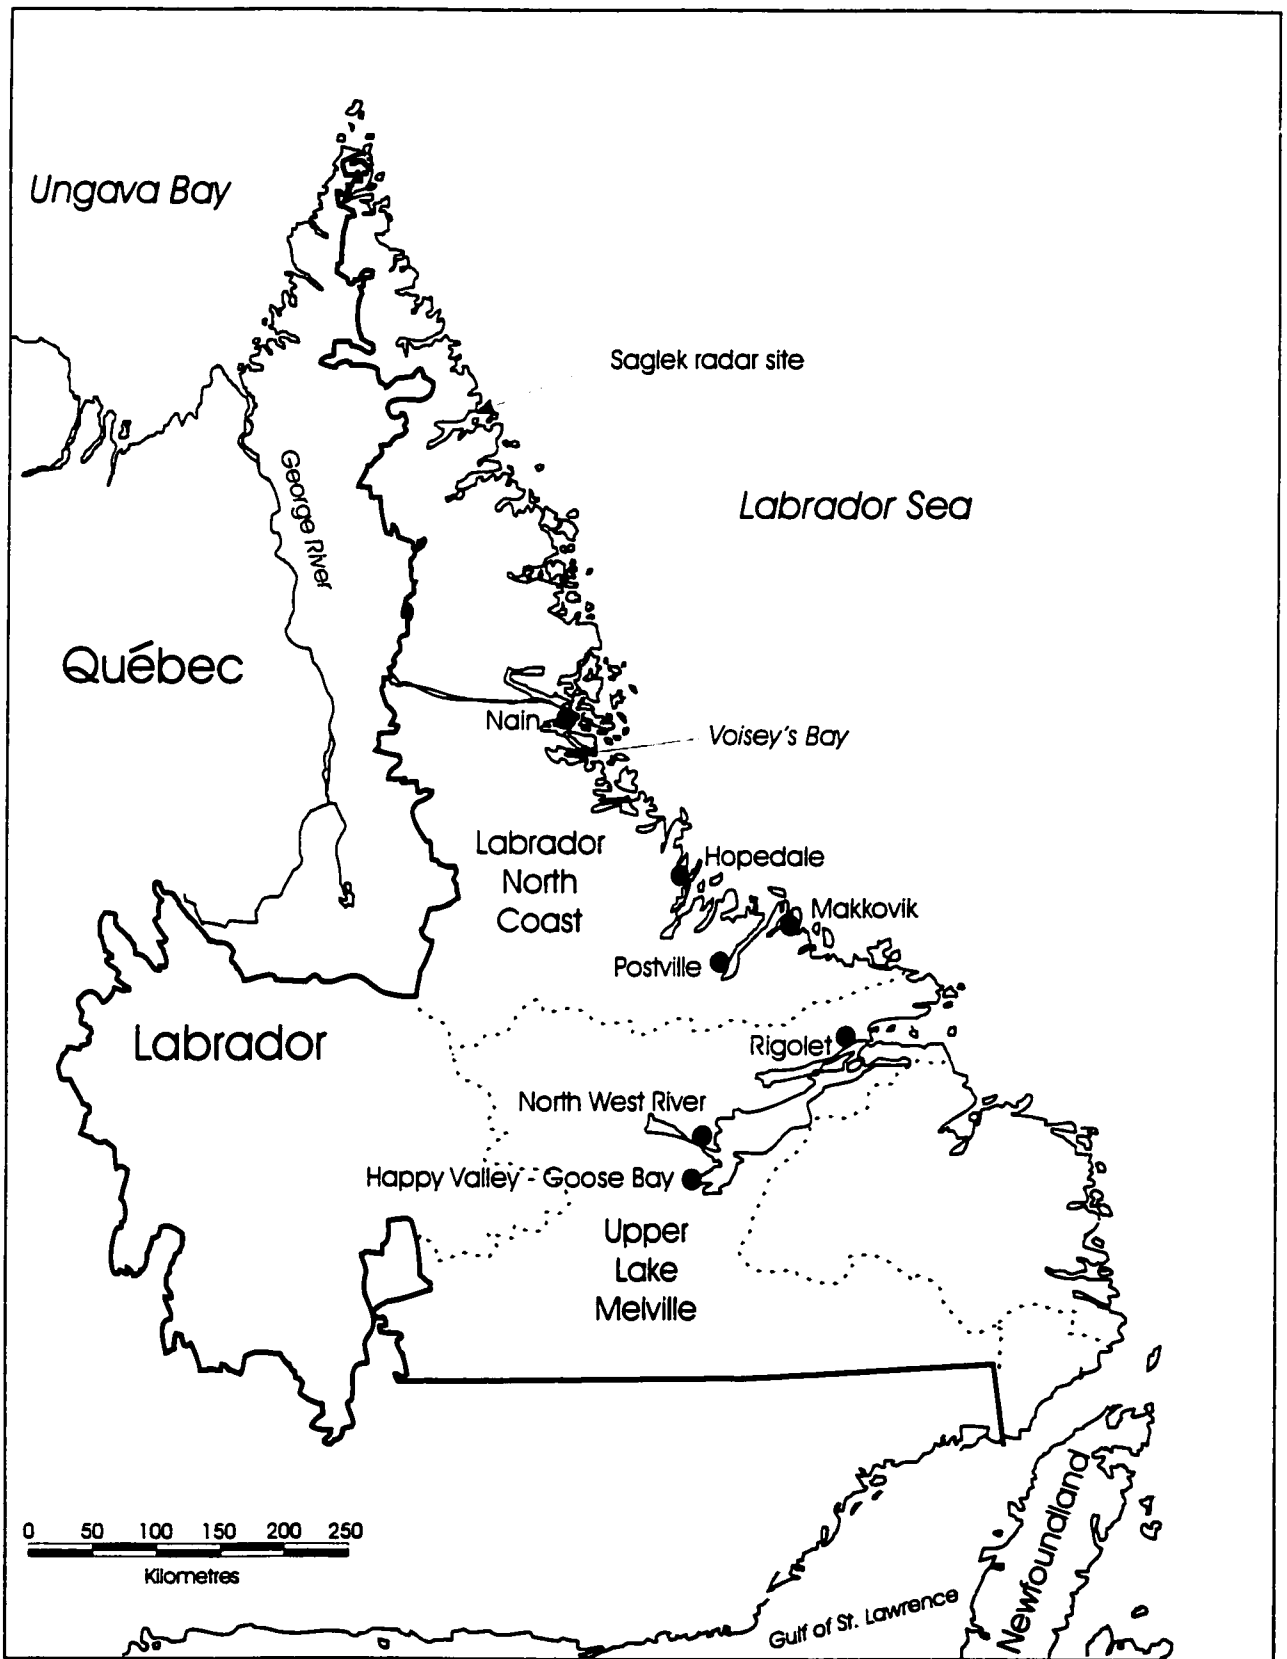 Ungava Bay
Saglek radar site
George River
Labrador Sea
Québec
Nain
Voisey's Bay
Labrador
North
Coast
Hopedale
Makkovik
Postville
Labrador
Rigolet
North West River
Happy Valley - Goose Bay
Upper
Lake
Melville
0 50 100 150 200 250
Kilometres
Newfoundland
Gulf of St. Lawrence